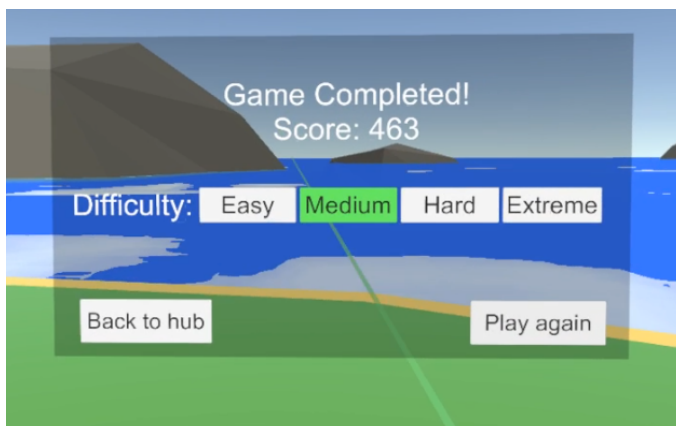 Game Completed!
Score: 463
Difficulty: Easy Medium Hard Extreme
Back to hub Play again